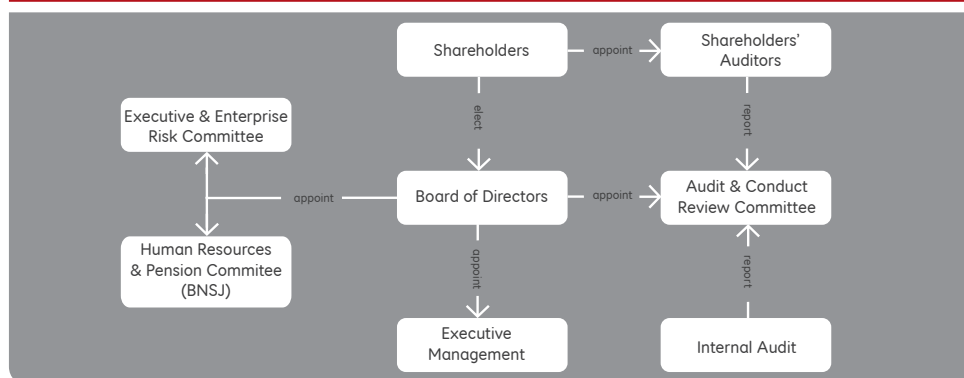 Shareholders
appoint
Shareholders'
Auditors
elect
report
Executive & Enterprise
Risk Committee
appoint
Board of Directors
appoint
Audit & Conduct
Review Committee
Human Resources
& Pension Commitee
(BNSJ)
appoint
report
Executive
Management
Internal Audit